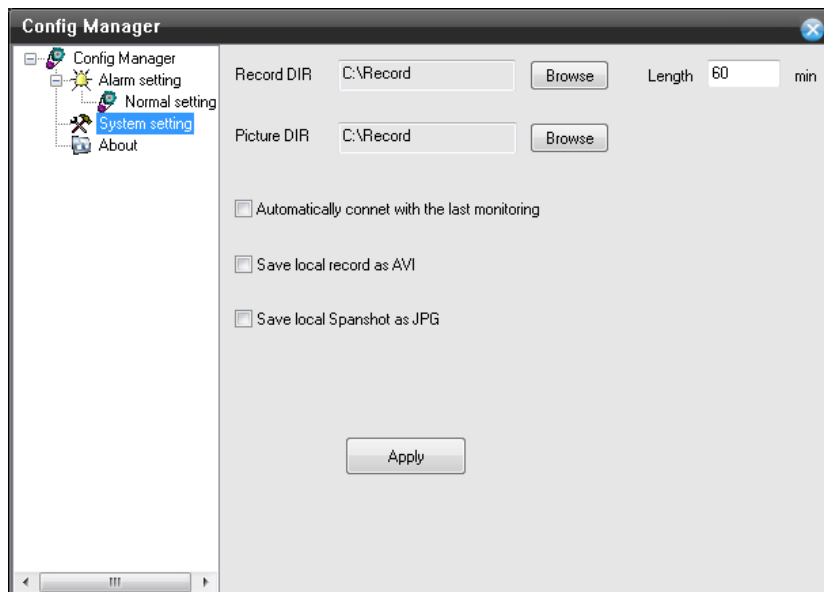 Config Manager
Config Manager
Alarm setting
Normal setting
System setting
About
Record DIR C:\Record Browse Length 60 min
Picture DIR C:\Record Browse
Automatically connet with the last monitoring
Save local record as AVI
Save local Spanshot as JPG
Apply